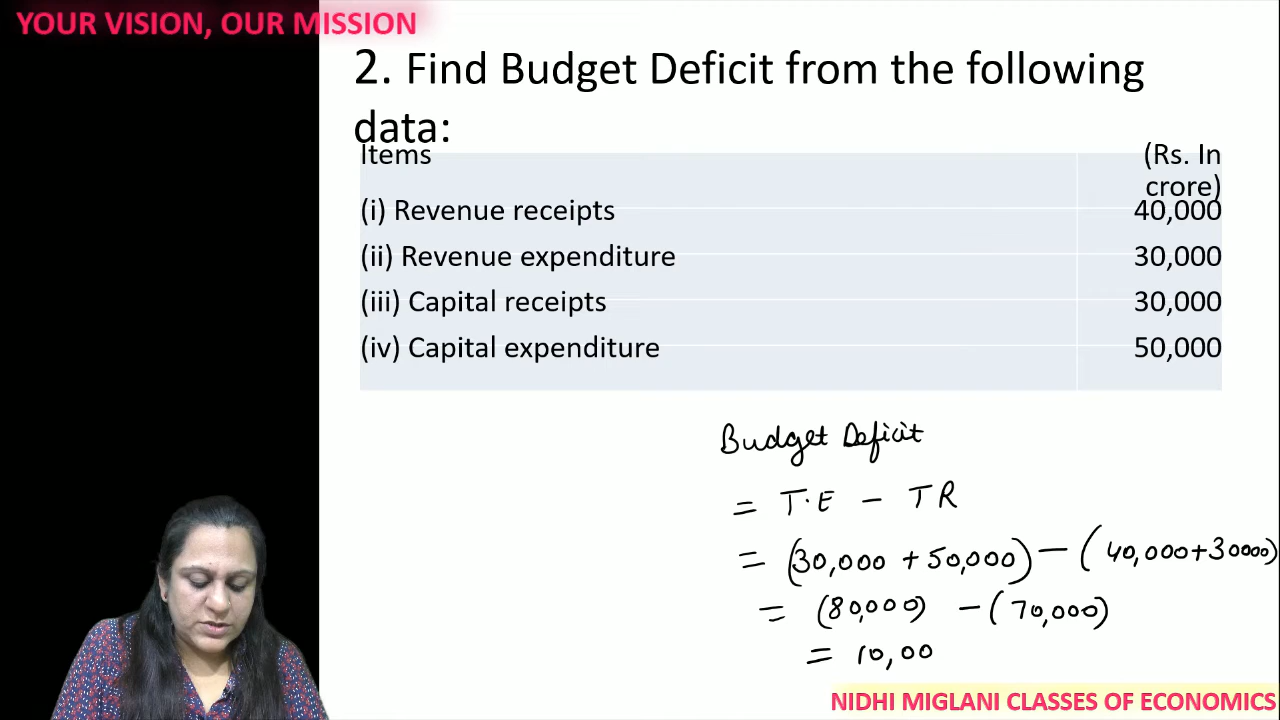 YOUR VISION, OUR MISSION
2. Find Budget Deficit from the following
data:
Items (Rs. In
crore)
(i) Revenue receipts 40,000
(ii) Revenue expenditure 30,000
(iii) Capital receipts 30,000
(iv) Capital expenditure 50,000
Budget Deficit
= T.E - TR
= (30,000 + 50,000) - (40,000+30000)
= (80,000) - (70,000)
= 10,00
NIDHI MIGLANI CLASSES OF ECONOMICS